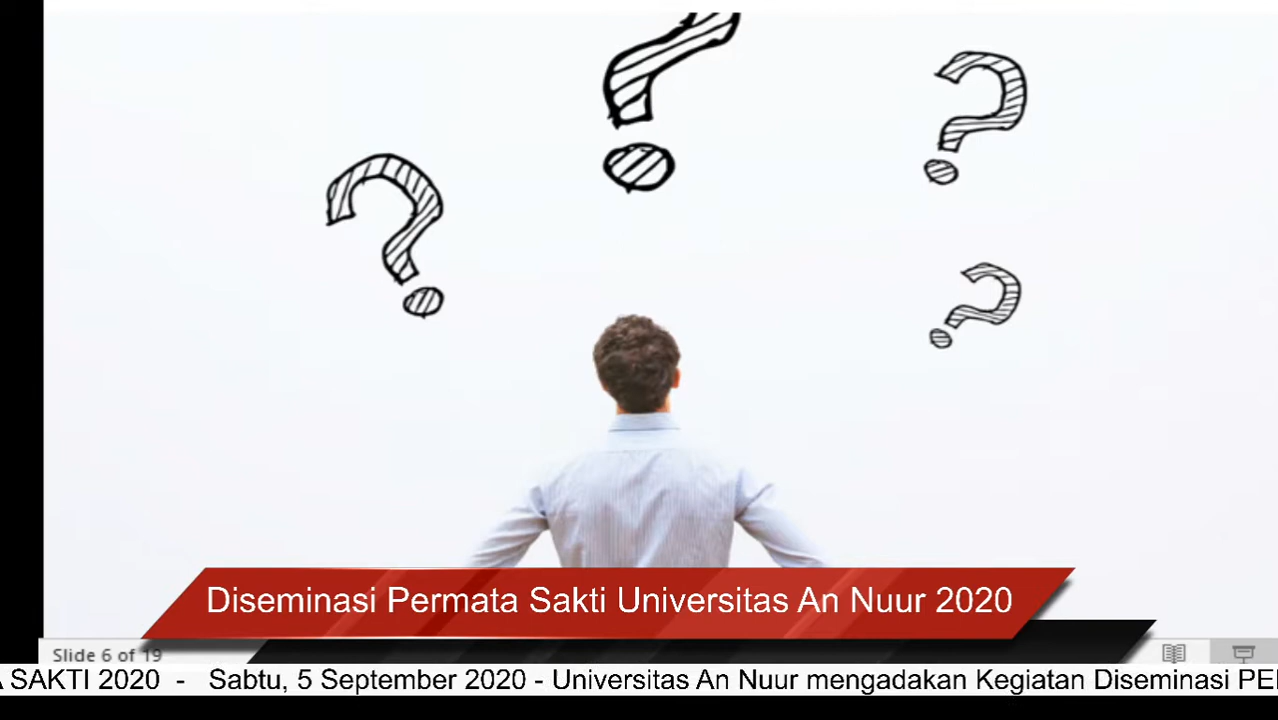 Diseminasi Permata Sakti Universitas An Nuur 2020
Slide 6 of 19
A SAKTI 2020 - Sabtu, 5 September 2020 - Universitas An Nuur mengadakan Kegiatan Diseminasi PE